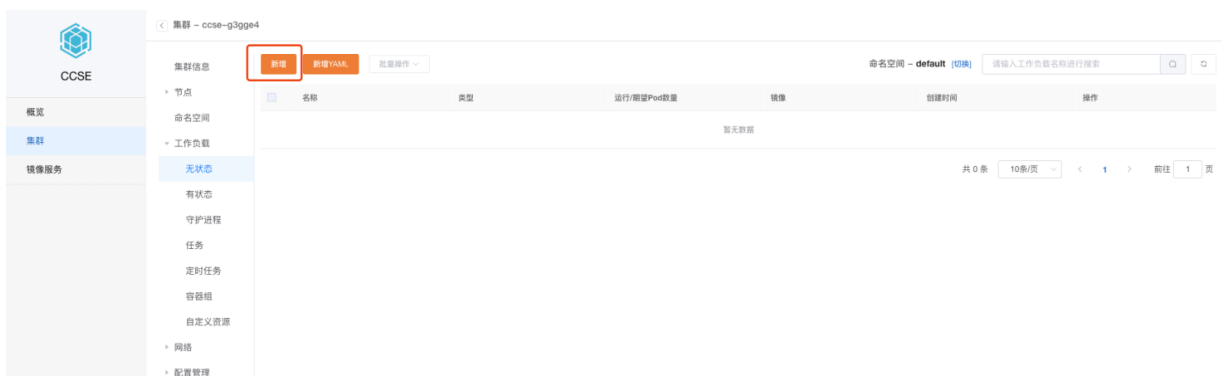 集群 – ccse-g3gge4
CCSE
概览
集群
镜像服务
集群信息
节点
命名空间
工作负载
无状态
有状态
守护进程
任务
定时任务
容器组
自定义资源
网络
配置管理
新增 新增YAML 批量操作
命名空间 – default [切换] 请输入工作负载名称进行搜索
名称 类型 运行/期望Pod数量 镜像 创建时间 操作
暂无数据
共 0 条 10条/页 1 前往 1 页